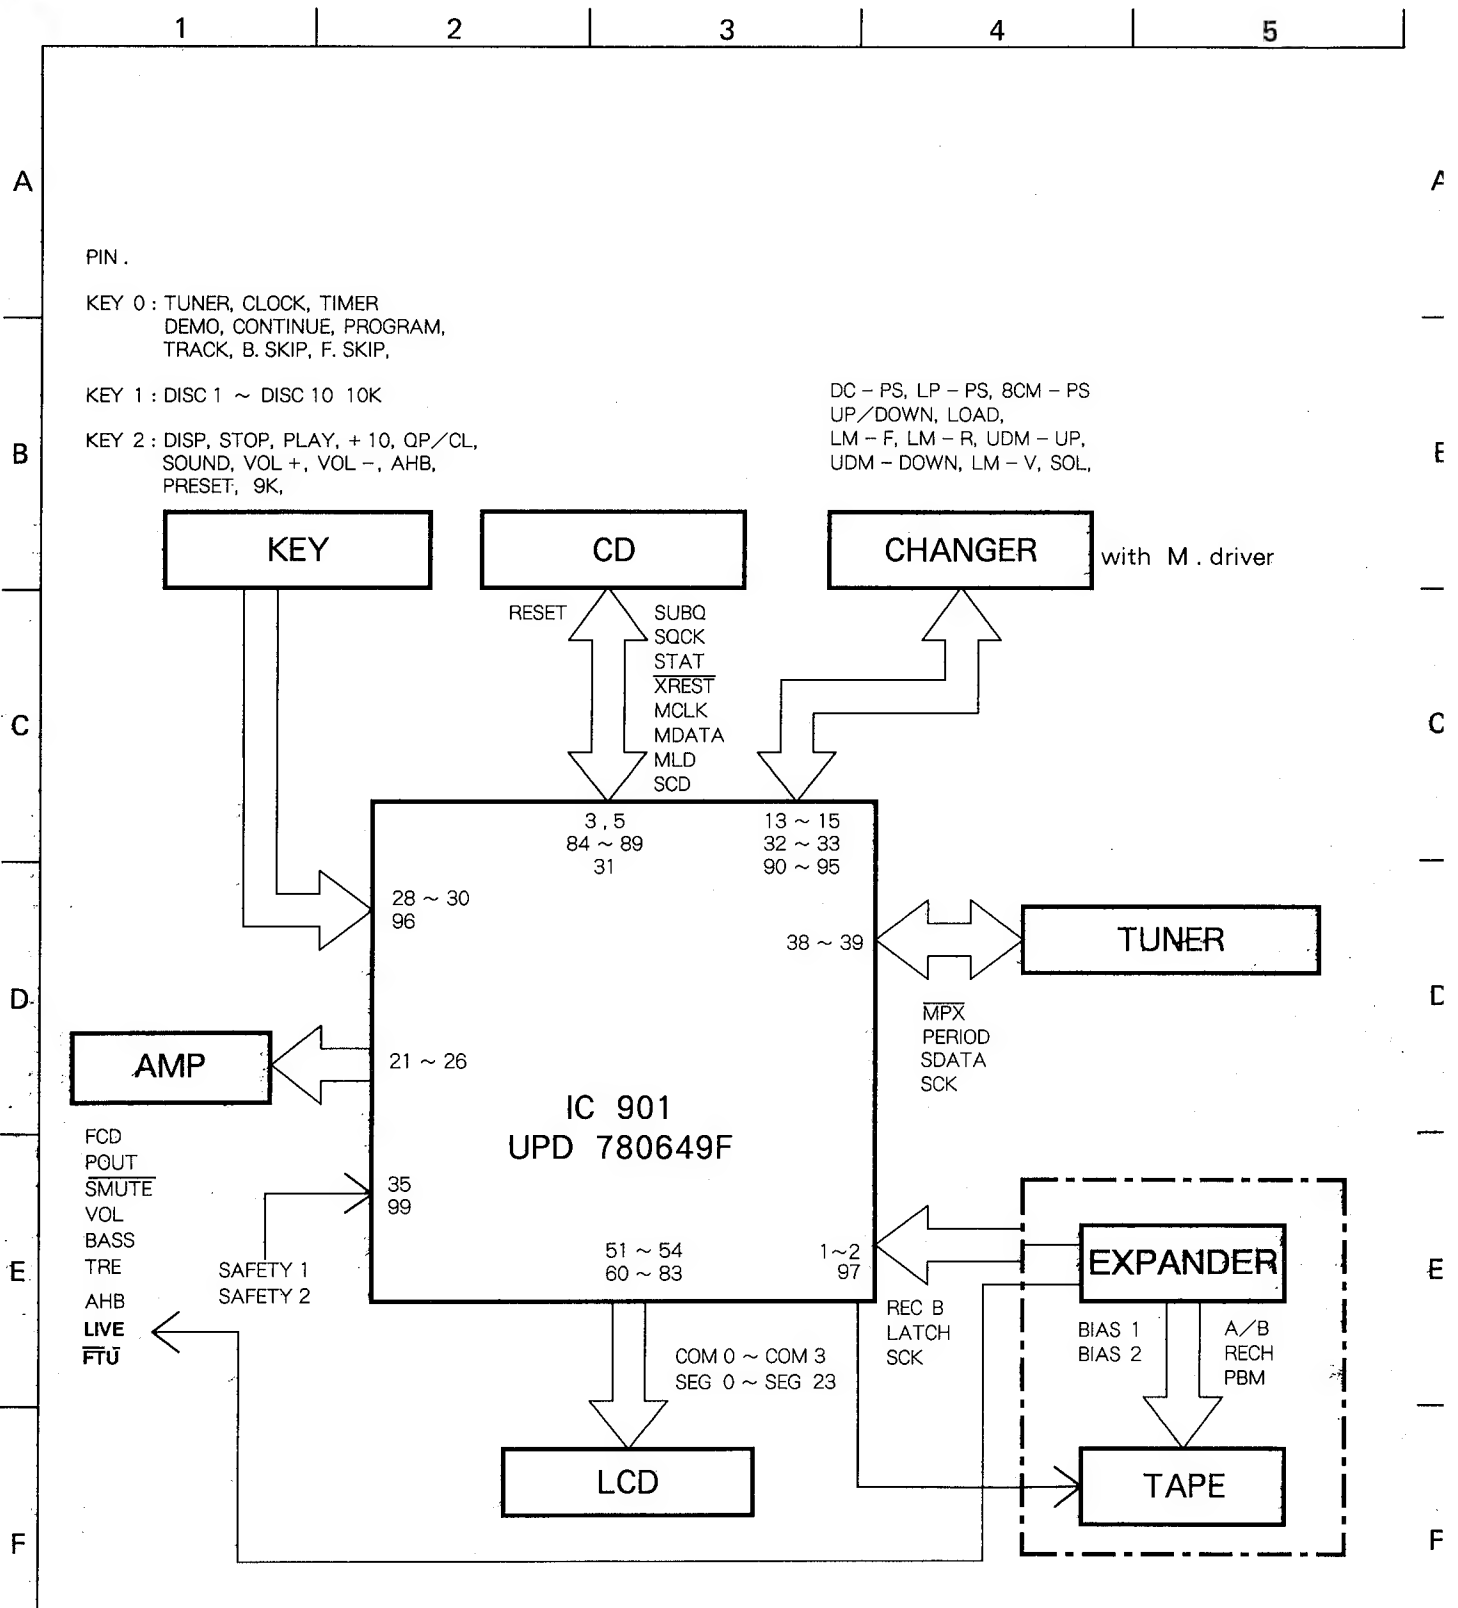 1 2 3 4 5
A
PIN .
KEY 0 : TUNER, CLOCK, TIMER
DEMO, CONTINUE, PROGRAM,
TRACK, B. SKIP, F. SKIP,
KEY 1 : DISC 1 ~ DISC 10 10K
KEY 2 : DISP, STOP, PLAY, + 10, QP/CL,
SOUND, VOL +, VOL -, AHB,
PRESET, 9K,
DC - PS, LP - PS, 8CM - PS
UP/DOWN, LOAD,
LM - F, LM - R, UDM - UP,
UDM - DOWN, LM - V, SOL,
B
KEY
CD
CHANGER
with M . driver
RESET
SUBQ
SQCK
STAT
X̅R̅E̅S̅T̅
MCLK
MDATA
MLD
SCD
C
3 , 5
84 ~ 89
31
13 ~ 15
32 ~ 33
90 ~ 95
28 ~ 30
96
38 ~ 39
TUNER
M̅P̅X̅
PERIOD
SDATA
SCK
D
AMP
21 ~ 26
IC 901
UPD 780649F
FCD
POUT
S̅M̅U̅T̅E̅
VOL
BASS
TRE
AHB
LIVE
F̅T̅U̅
35
99
SAFETY 1
SAFETY 2
E
51 ~ 54
60 ~ 83
1~2
97
REC B
LATCH
SCK
EXPANDER
BIAS 1
BIAS 2
A/B
RECH
PBM
COM 0 ~ COM 3
SEG 0 ~ SEG 23
LCD
TAPE
F